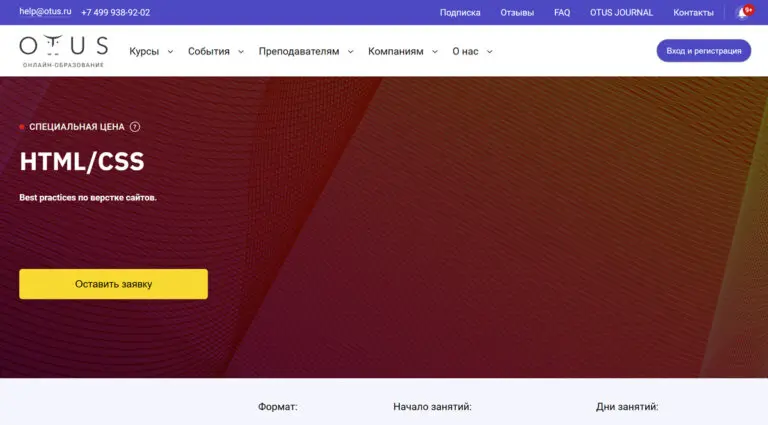 help@otus.ru +7 499 938-92-02 Подписка Отзывы FAQ OTUS JOURNAL Контакты 9+
OTUS
ОНЛАЙН-ОБРАЗОВАНИЕ
Курсы События Преподавателям Компаниям О нас Вход и регистрация
СПЕЦИАЛЬНАЯ ЦЕНА ?
HTML/CSS
Best practices по верстке сайтов.
Оставить заявку
Формат: Начало занятий: Дни занятий: